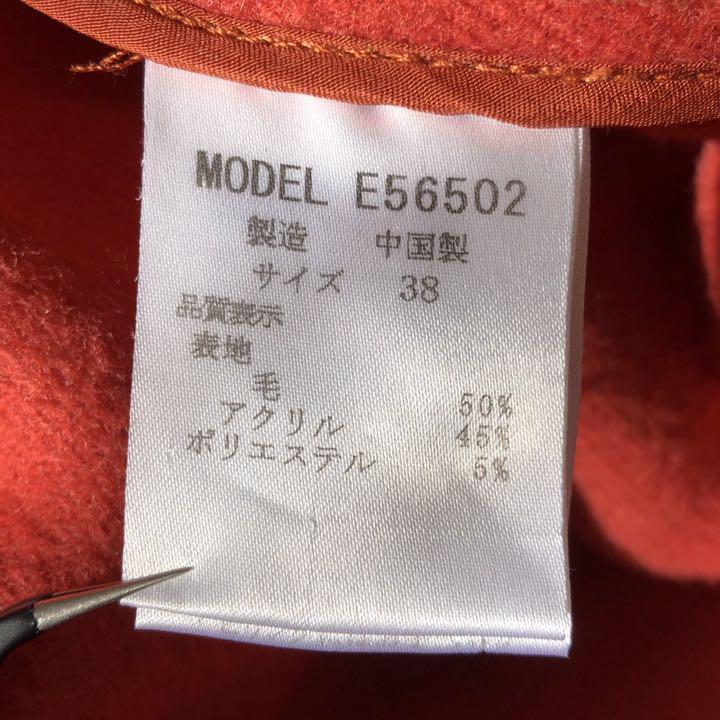 MODEL E56502
製造 中国製
サイズ 38
品質表示
表地
毛 50%
アクリル 45%
ポリエステル 5%